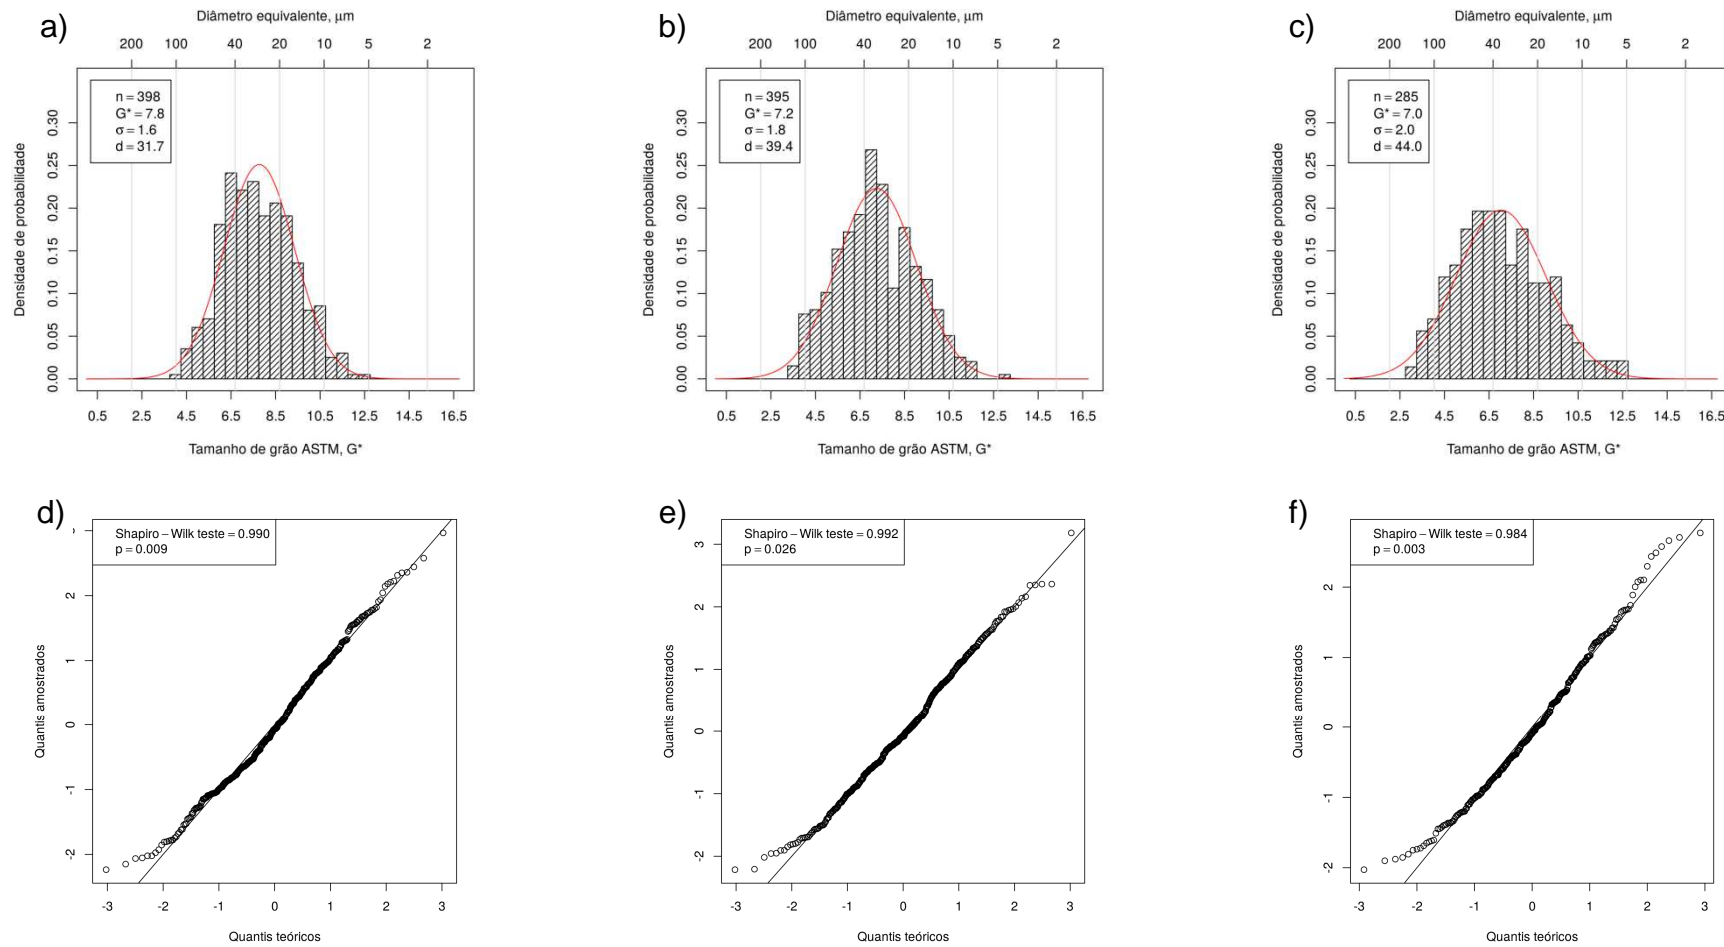 a)
Diâmetro equivalente, μm
200 100 40 20 10 5 2
n = 398
G* = 7.8
σ = 1.6
d = 31.7
Densidade de probabilidade
0.00 0.05 0.10 0.15 0.20 0.25 0.30
0.5 2.5 4.5 6.5 8.5 10.5 12.5 14.5 16.5
Tamanho de grão ASTM, G*
b)
Diâmetro equivalente, μm
200 100 40 20 10 5 2
n = 395
G* = 7.2
σ = 1.8
d = 39.4
Densidade de probabilidade
0.00 0.05 0.10 0.15 0.20 0.25 0.30
0.5 2.5 4.5 6.5 8.5 10.5 12.5 14.5 16.5
Tamanho de grão ASTM, G*
c)
Diâmetro equivalente, μm
200 100 40 20 10 5 2
n = 285
G* = 7.0
σ = 2.0
d = 44.0
Densidade de probabilidade
0.00 0.05 0.10 0.15 0.20 0.25 0.30
0.5 2.5 4.5 6.5 8.5 10.5 12.5 14.5 16.5
Tamanho de grão ASTM, G*
d)
Shapiro – Wilk teste = 0.990
p = 0.009
Quantis amostrados
-2 -1 0 1 2
-3 -2 -1 0 1 2 3
Quantis teóricos
e)
Shapiro – Wilk teste = 0.992
p = 0.026
Quantis amostrados
-2 -1 0 1 2 3
-3 -2 -1 0 1 2 3
Quantis teóricos
f)
Shapiro – Wilk teste = 0.984
p = 0.003
Quantis amostrados
-2 -1 0 1 2
-3 -2 -1 0 1 2 3
Quantis teóricos